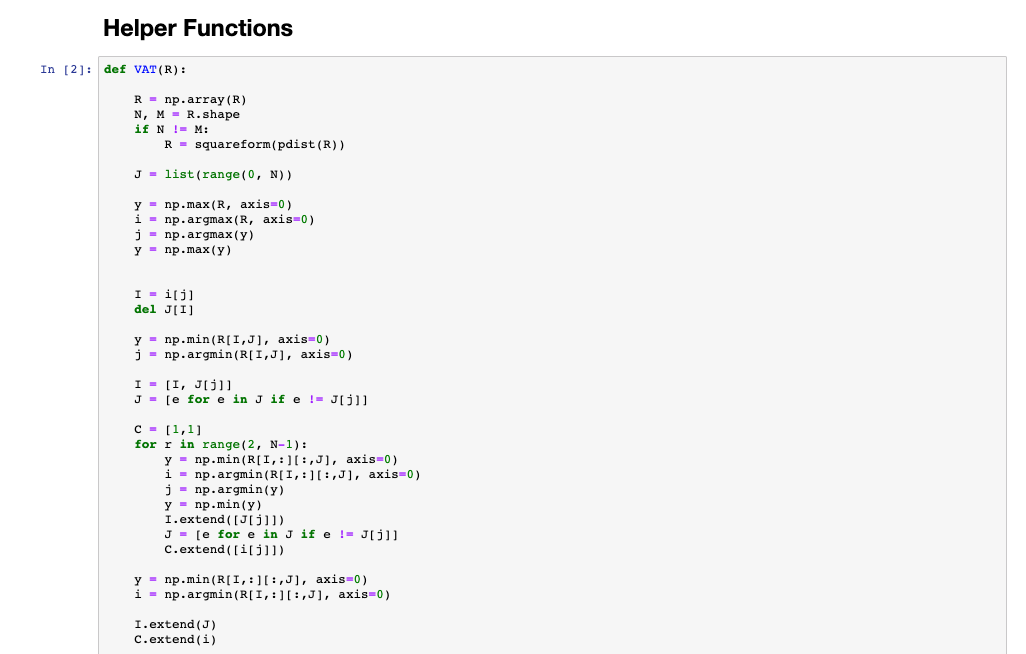 Helper Functions
In [2]: def VAT(R):
    R = np.array(R)
    N, M = R.shape
    if N != M:
        R = squareform(pdist(R))
    J = list(range(0, N))
    y = np.max(R, axis=0)
    i = np.argmax(R, axis=0)
    j = np.argmax(y)
    y = np.max(y)
    I = i[j]
    del J[I]
    y = np.min(R[I,J], axis=0)
    j = np.argmin(R[I,J], axis=0)
    I = [I, J[j]]
    J = [e for e in J if e != J[j]]
    C = [1,1]
    for r in range(2, N-1):
        y = np.min(R[I,:][:,J], axis=0)
        i = np.argmin(R[I,:][:,J], axis=0)
        j = np.argmin(y)
        y = np.min(y)
        I.extend([J[j]])
        J = [e for e in J if e != J[j]]
        C.extend([i[j]])
    y = np.min(R[I,:][:,J], axis=0)
    i = np.argmin(R[I,:][:,J], axis=0)
    I.extend(J)
    C.extend(i)